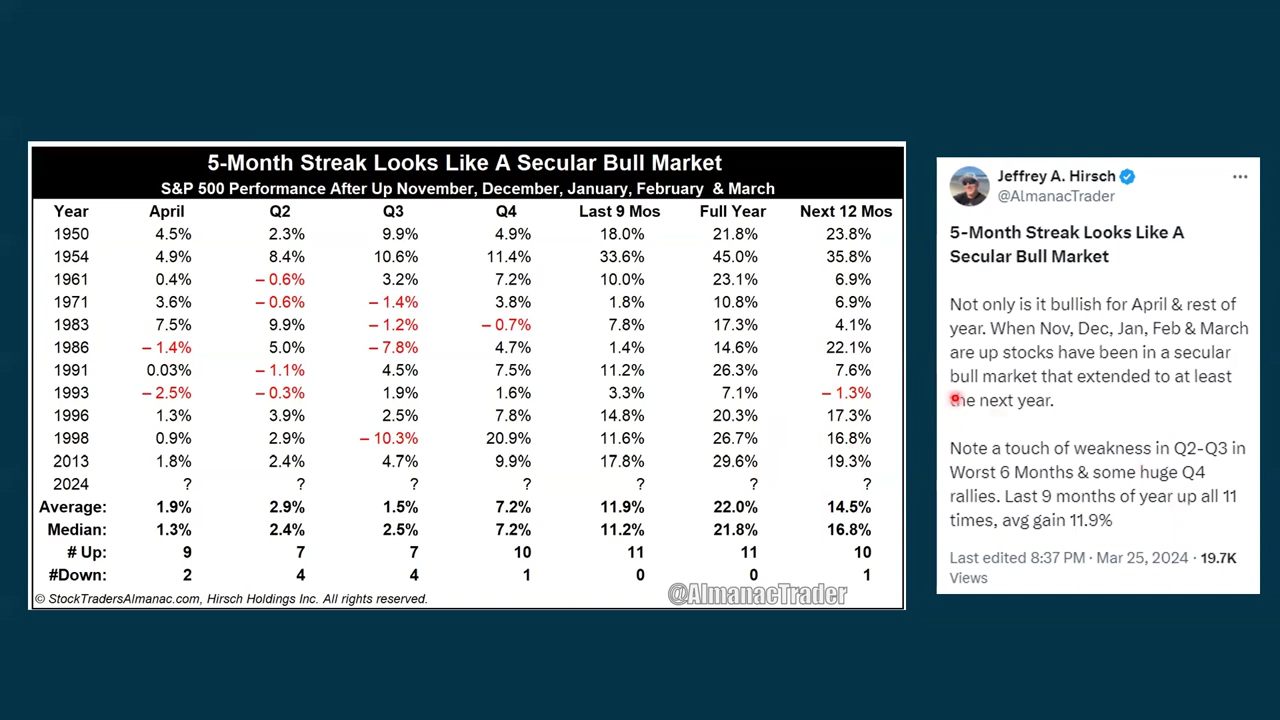 5-Month Streak Looks Like A Secular Bull Market
S&P 500 Performance After Up November, December, January, February & March
Year April Q2 Q3 Q4 Last 9 Mos Full Year Next 12 Mos
1950 4.5% 2.3% 9.9% 4.9% 18.0% 21.8% 23.8%
1954 4.9% 8.4% 10.6% 11.4% 33.6% 45.0% 35.8%
1961 0.4% – 0.6% 3.2% 7.2% 10.0% 23.1% 6.9%
1971 3.6% – 0.6% – 1.4% 3.8% 1.8% 10.8% 6.9%
1983 7.5% 9.9% – 1.2% – 0.7% 7.8% 17.3% 4.1%
1986 – 1.4% 5.0% – 7.8% 4.7% 1.4% 14.6% 22.1%
1991 0.03% – 1.1% 4.5% 7.5% 11.2% 26.3% 7.6%
1993 – 2.5% – 0.3% 1.9% 1.6% 3.3% 7.1% – 1.3%
1996 1.3% 3.9% 2.5% 7.8% 14.8% 20.3% 17.3%
1998 0.9% 2.9% – 10.3% 20.9% 11.6% 26.7% 16.8%
2013 1.8% 2.4% 4.7% 9.9% 17.8% 29.6% 19.3%
2024 ? ? ? ? ? ? ?
Average: 1.9% 2.9% 1.5% 7.2% 11.9% 22.0% 14.5%
Median: 1.3% 2.4% 2.5% 7.2% 11.2% 21.8% 16.8%
# Up: 9 7 7 10 11 11 10
#Down: 2 4 4 1 0 0 1
© StockTradersAlmanac.com, Hirsch Holdings Inc. All rights reserved.
@AlmanacTrader
Jeffrey A. Hirsch
@AlmanacTrader
5-Month Streak Looks Like A
Secular Bull Market
Not only is it bullish for April & rest of
year. When Nov, Dec, Jan, Feb & March
are up stocks have been in a secular
bull market that extended to at least
the next year.
Note a touch of weakness in Q2-Q3 in
Worst 6 Months & some huge Q4
rallies. Last 9 months of year up all 11
times, avg gain 11.9%
Last edited 8:37 PM · Mar 25, 2024 · 19.7K
Views